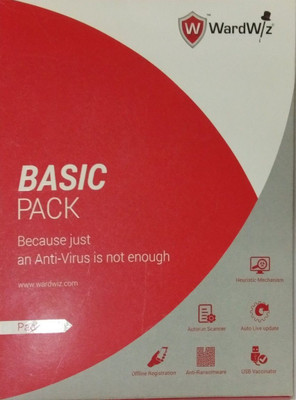 WardWiz
BASIC
PACK
Because just
an Anti-Virus is not enough
www.wardwiz.com
Heuristic Mechanism
Autorun Scanner
Auto Live update
Offline Registration
Anti-Ransomware
USB Vaccinator